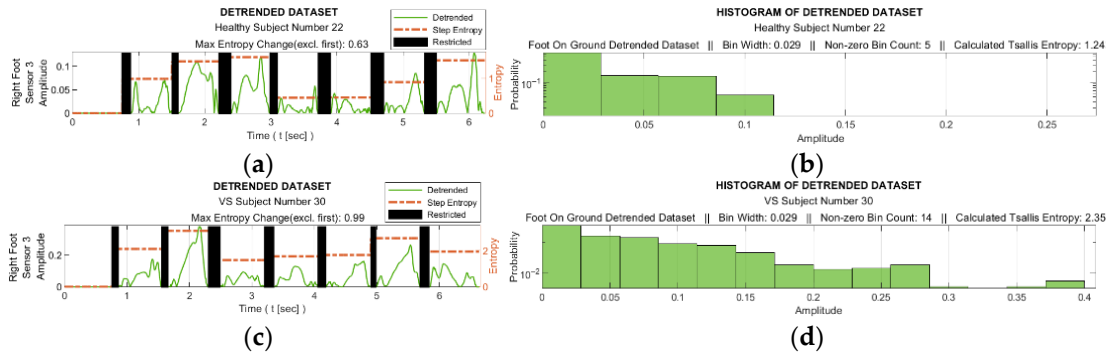 DETRENDED DATASET
Healthy Subject Number 22
Max Entropy Change(excl. first): 0.63
Detrended
Step Entropy
Restricted
Right Foot
Sensor 3
Amplitude
0.1
0.05
0
1
0
Entropy
0 1 2 3 4 5 6
Time ( t [sec] )
(a)
HISTOGRAM OF DETRENDED DATASET
Healthy Subject Number 22
Foot On Ground Detrended Dataset || Bin Width: 0.029 || Non-zero Bin Count: 5 || Calculated Tsallis Entropy: 1.24
Probability
10⁻¹
0 0.05 0.1 0.15 0.2 0.25
Amplitude
(b)
DETRENDED DATASET
VS Subject Number 30
Max Entropy Change(excl. first): 0.99
Detrended
Step Entropy
Restricted
Right Foot
Sensor 3
Amplitude
0.2
0
2
0
Entropy
0 1 2 3 4 5 6
Time ( t [sec] )
(c)
HISTOGRAM OF DETRENDED DATASET
VS Subject Number 30
Foot On Ground Detrended Dataset || Bin Width: 0.029 || Non-zero Bin Count: 14 || Calculated Tsallis Entropy: 2.35
Probability
10⁻²
0 0.05 0.1 0.15 0.2 0.25 0.3 0.35 0.4
Amplitude
(d)